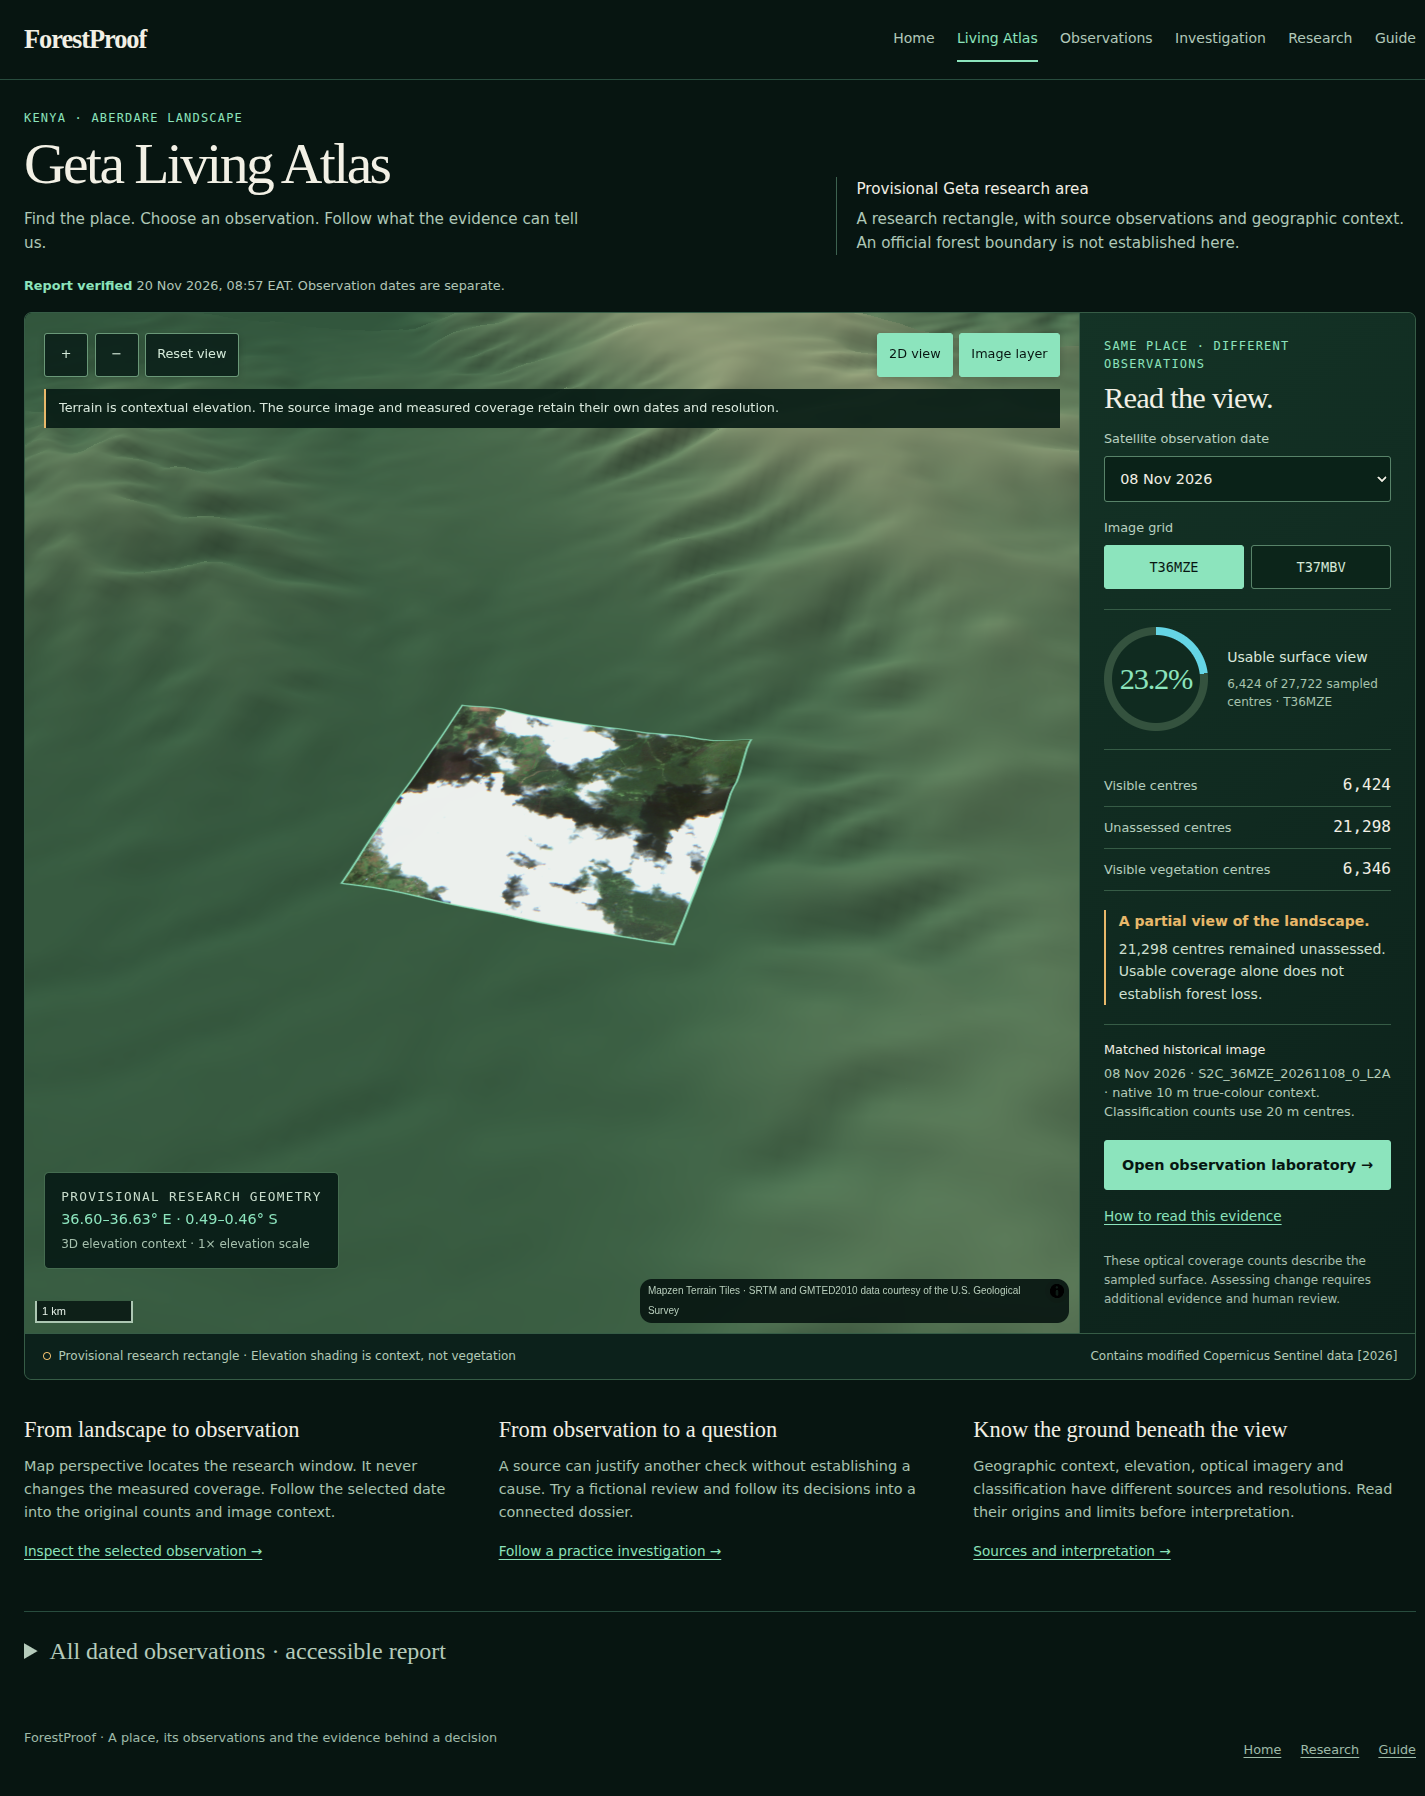 ForestProof
Home Living Atlas Observations Investigation Research Guide
KENYA · ABERDARE LANDSCAPE
Geta Living Atlas
Find the place. Choose an observation. Follow what the evidence can tell
us.
Provisional Geta research area
A research rectangle, with source observations and geographic context.
An official forest boundary is not established here.
Report verified 20 Nov 2026, 08:57 EAT. Observation dates are separate.
+ − Reset view
2D view Image layer
Terrain is contextual elevation. The source image and measured coverage retain their own dates and resolution.
PROVISIONAL RESEARCH GEOMETRY
36.60–36.63° E · 0.49–0.46° S
3D elevation context · 1× elevation scale
1 km
Mapzen Terrain Tiles · SRTM and GMTED2010 data courtesy of the U.S. Geological
Survey
SAME PLACE · DIFFERENT
OBSERVATIONS
Read the view.
Satellite observation date
08 Nov 2026
Image grid
T36MZE T37MBV
23.2%
Usable surface view
6,424 of 27,722 sampled
centres · T36MZE
Visible centres 6,424
Unassessed centres 21,298
Visible vegetation centres 6,346
A partial view of the landscape.
21,298 centres remained unassessed.
Usable coverage alone does not
establish forest loss.
Matched historical image
08 Nov 2026 · S2C_36MZE_20261108_0_L2A
· native 10 m true-colour context.
Classification counts use 20 m centres.
Open observation laboratory →
How to read this evidence
These optical coverage counts describe the
sampled surface. Assessing change requires
additional evidence and human review.
Provisional research rectangle · Elevation shading is context, not vegetation
Contains modified Copernicus Sentinel data [2026]
From landscape to observation
Map perspective locates the research window. It never
changes the measured coverage. Follow the selected date
into the original counts and image context.
Inspect the selected observation →
From observation to a question
A source can justify another check without establishing a
cause. Try a fictional review and follow its decisions into a
connected dossier.
Follow a practice investigation →
Know the ground beneath the view
Geographic context, elevation, optical imagery and
classification have different sources and resolutions. Read
their origins and limits before interpretation.
Sources and interpretation →
▶ All dated observations · accessible report
ForestProof · A place, its observations and the evidence behind a decision
Home Research Guide